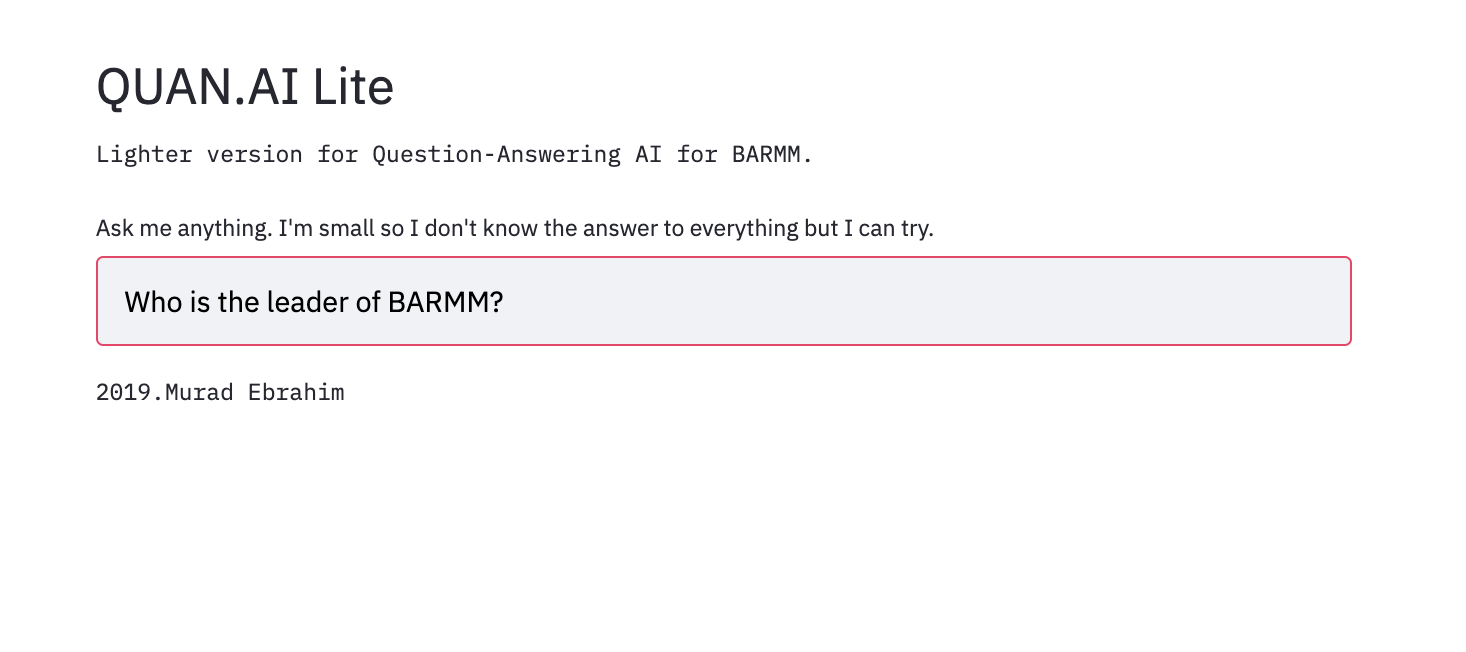 QUAN.AI Lite
Lighter version for Question-Answering AI for BARMM.
Ask me anything. I'm small so I don't know the answer to everything but I can try.
Who is the leader of BARMM?
2019.Murad Ebrahim